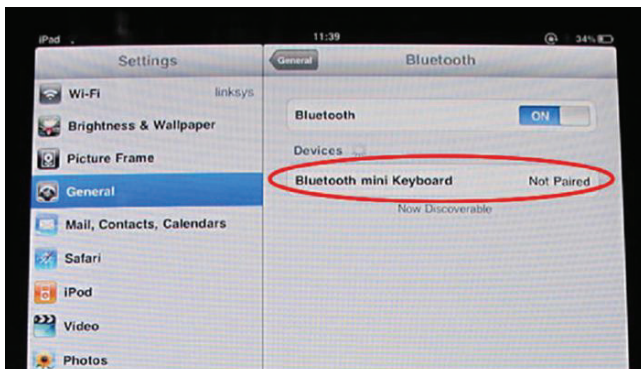 iPad
11:39
34%
Settings
General
Bluetooth
Wi-Fi
linksys
Brightness & Wallpaper
Picture Frame
General
Mail, Contacts, Calendars
Safari
iPod
Video
Photos
Bluetooth
ON
Devices
Bluetooth mini Keyboard
Not Paired
Now Discoverable